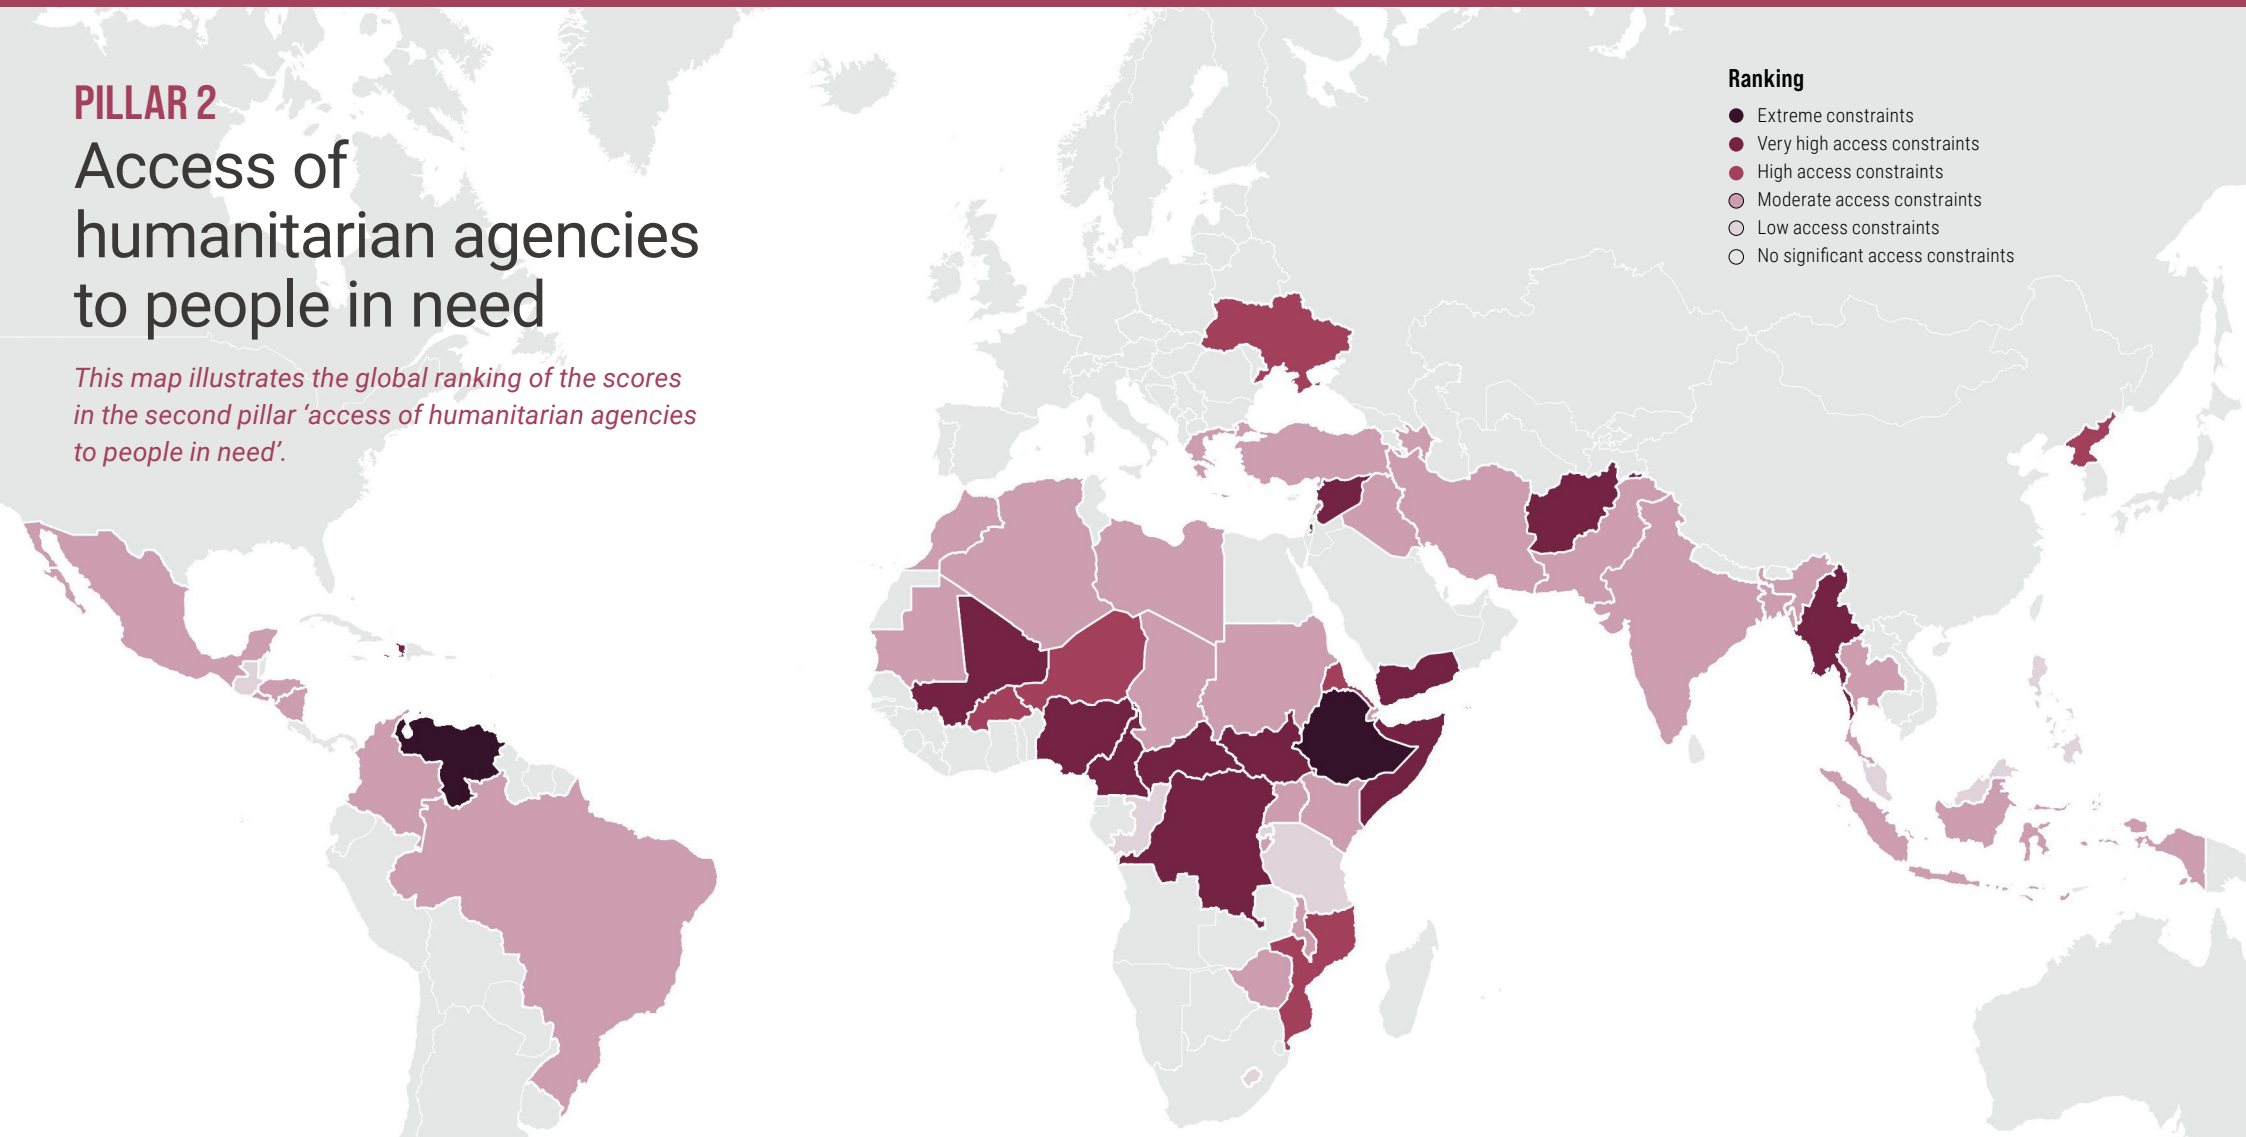 PILLAR 2
Access of
humanitarian agencies
to people in need
This map illustrates the global ranking of the scores
in the second pillar ‘access of humanitarian agencies
to people in need’.
Ranking
Extreme constraints
Very high access constraints
High access constraints
Moderate access constraints
Low access constraints
No significant access constraints